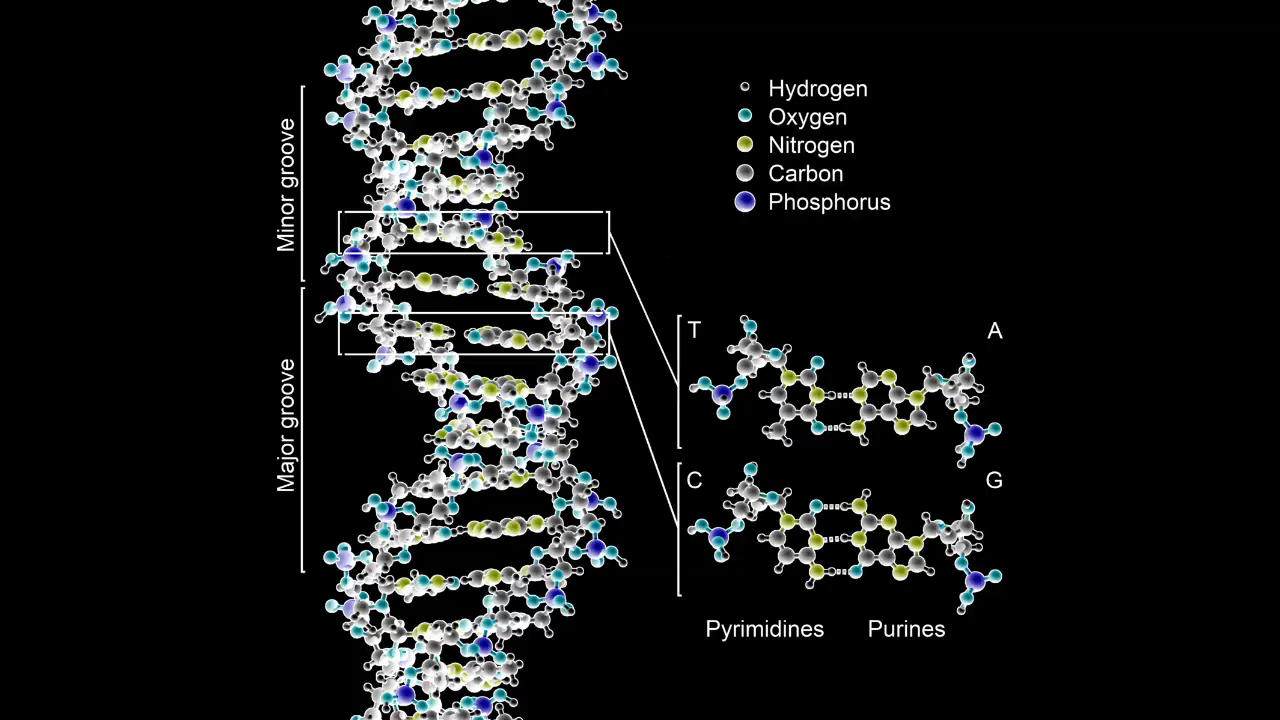 Minor groove
Major groove
Hydrogen
Oxygen
Nitrogen
Carbon
Phosphorus
T
A
C
G
Pyrimidines
Purines